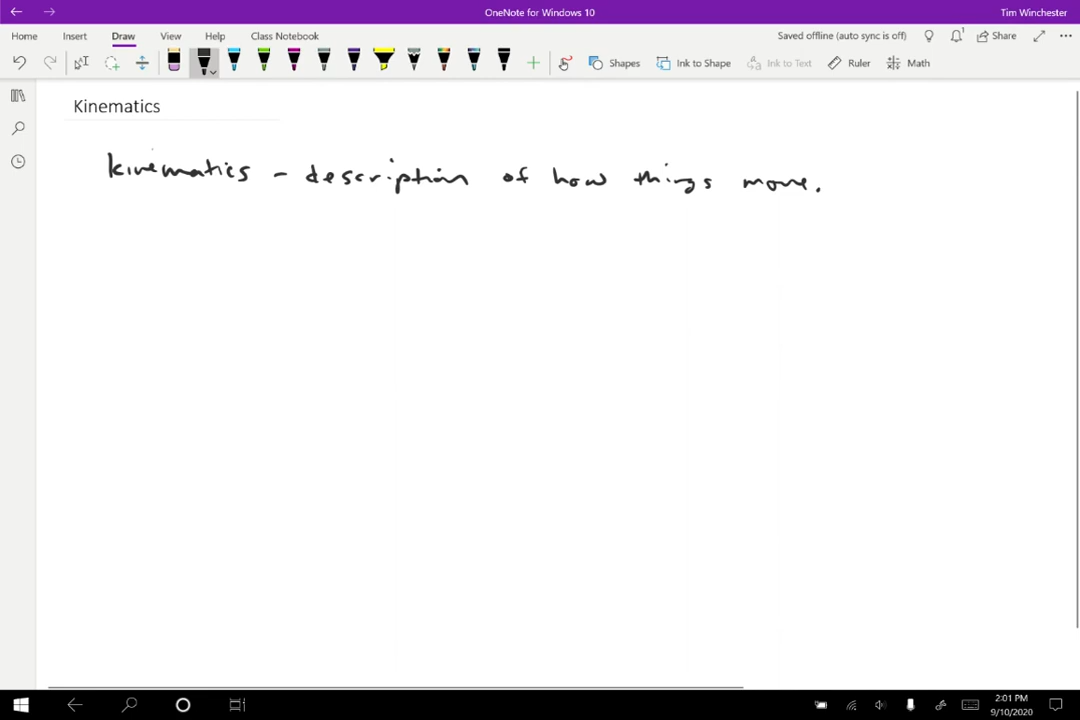 OneNote for Windows 10
Tim Winchester
Home Insert Draw View Help Class Notebook
Saved offline (auto sync is off) Share
Shapes Ink to Shape Ink to Text Ruler Math
Kinematics
kinematics - description of how things move.
2:01 PM
9/10/2020